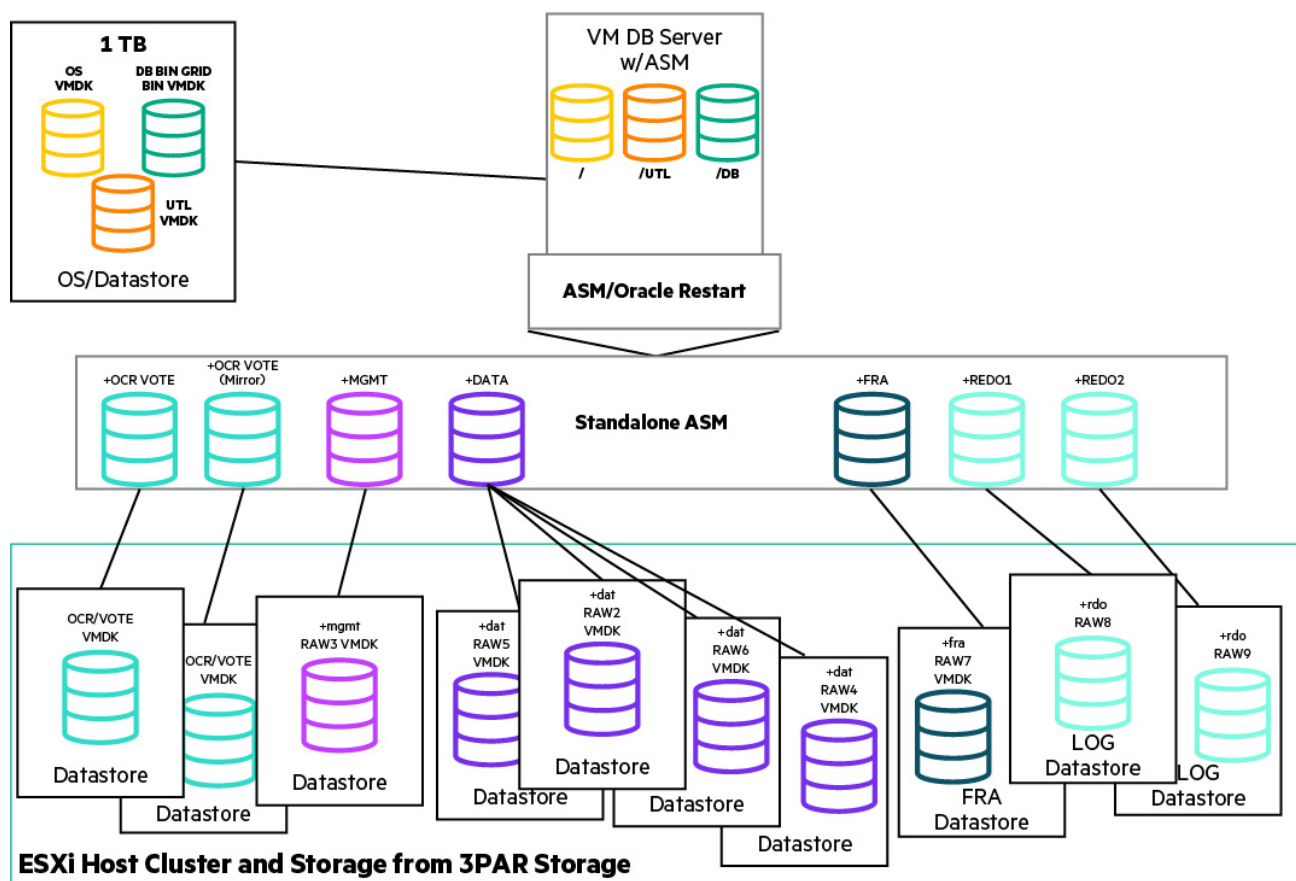 1 TB
OS
VMDK
DB BIN GRID
BIN VMDK
UTL
VMDK
OS/Datastore
VM DB Server
w/ASM
/
/UTL
/DB
ASM/Oracle Restart
+OCR VOTE
+OCR VOTE
(Mirror)
+MGMT
+DATA
Standalone ASM
+FRA
+REDO1
+REDO2
OCR/VOTE
VMDK
Datastore
OCR/VOTE
VMDK
Datastore
+mgmt
RAW3 VMDK
Datastore
+dat
RAW5
VMDK
Datastore
+dat
RAW2
VMDK
Datastore
+dat
RAW6
VMDK
Datastore
+dat
RAW4
VMDK
Datastore
+fra
RAW7
VMDK
FRA
Datastore
+rdo
RAW8
LOG
Datastore
+rdo
RAW9
LOG
Datastore
ESXi Host Cluster and Storage from 3PAR Storage